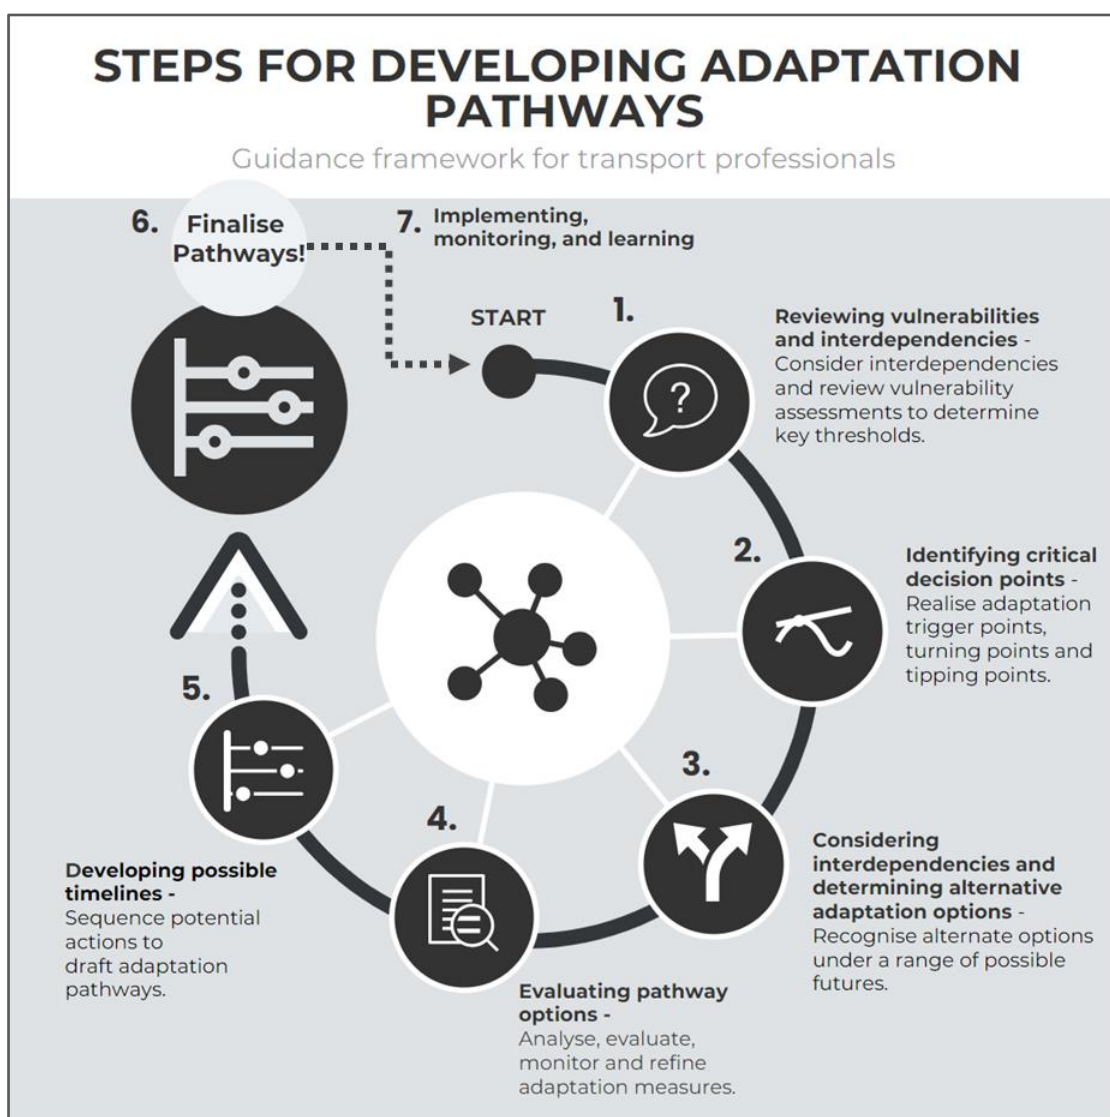 STEPS FOR DEVELOPING ADAPTATION
PATHWAYS
Guidance framework for transport professionals
6. Finalise
Pathways!
7. Implementing,
monitoring, and learning
START
1.
Reviewing vulnerabilities
and interdependencies -
Consider interdependencies
and review vulnerability
assessments to determine
key thresholds.
?
2.
Identifying critical
decision points -
Realise adaptation
trigger points,
turning points and
tipping points.
3.
Considering
interdependencies and
determining alternative
adaptation options -
Recognise alternate options
under a range of possible
futures.
4.
Evaluating pathway
options -
Analyse, evaluate,
monitor and refine
adaptation measures.
5.
Developing possible
timelines -
Sequence potential
actions to
draft adaptation
pathways.